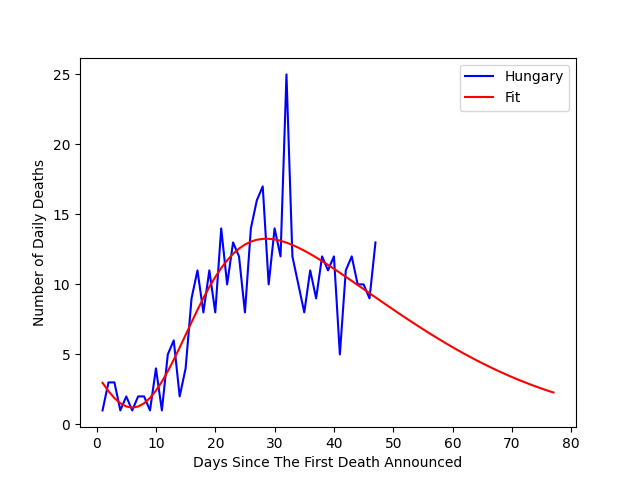 Hungary
Fit
25
20
15
10
5
0
Number of Daily Deaths
0 10 20 30 40 50 60 70 80
Days Since The First Death Announced